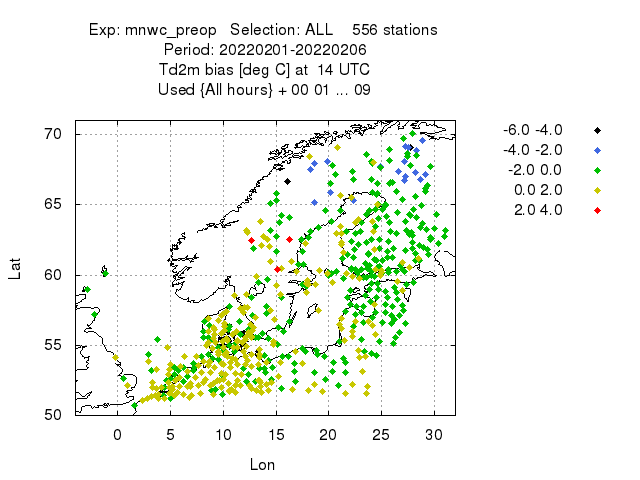 Exp: mnwc_preop   Selection: ALL    556 stations
Period: 20220201-20220206
Td2m bias [deg C] at  14 UTC
Used {All hours} + 00 01 ... 09
-6.0 -4.0
-4.0 -2.0
-2.0  0.0
0.0  2.0
2.0  4.0
70
65
60
55
50
Lat
0 5 10 15 20 25 30
Lon